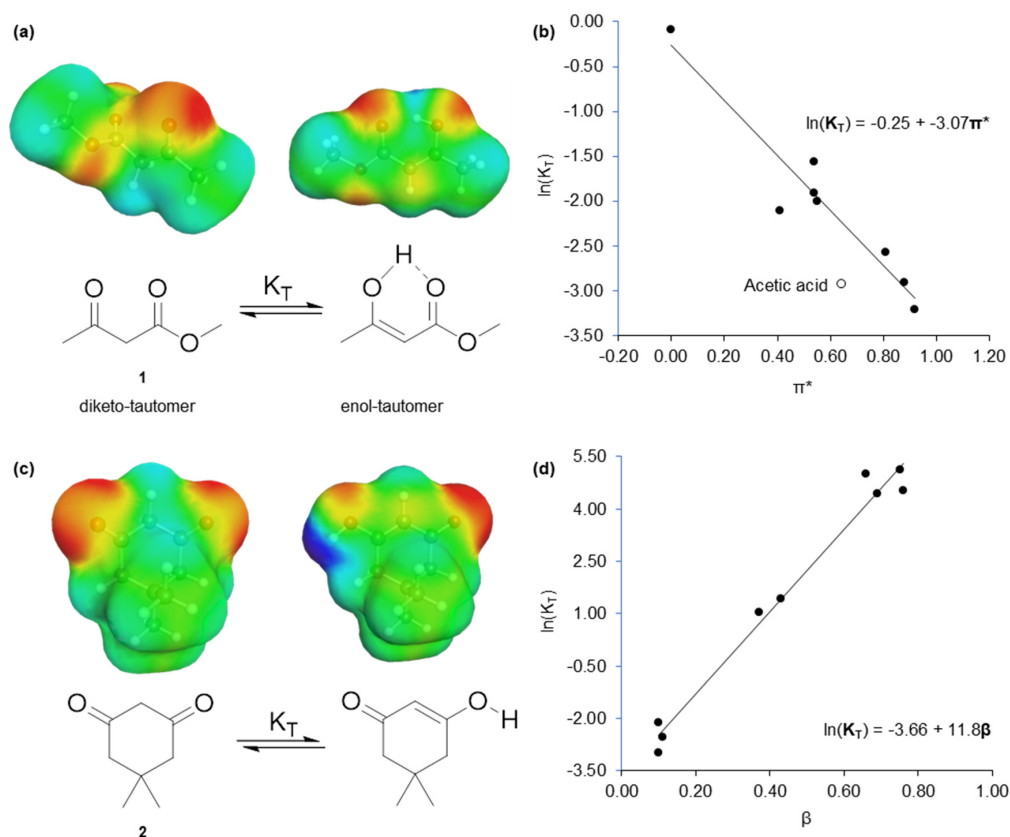 (a)
O
O
O
1
diketo-tautomer
K_T
H
O
O
O
enol-tautomer
(b)
ln(K_T)
0.00
-0.50
-1.00
-1.50
-2.00
-2.50
-3.00
-3.50
ln(K_T) = -0.25 + -3.07π*
Acetic acid
-0.20 0.00 0.20 0.40 0.60 0.80 1.00 1.20
π*
(c)
O
O
2
K_T
O
O
H
(d)
ln(K_T)
5.50
4.00
2.50
1.00
-0.50
-2.00
-3.50
ln(K_T) = -3.66 + 11.8β
0.00 0.20 0.40 0.60 0.80 1.00
β